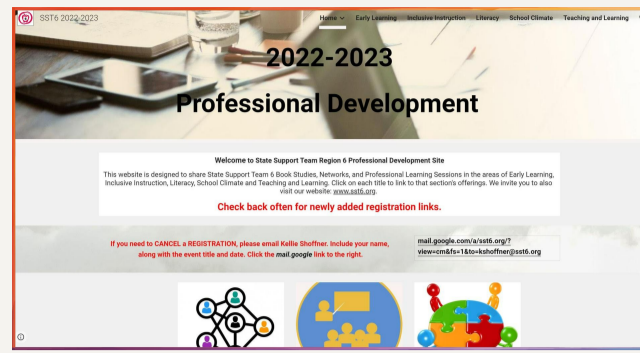 SST6 2022-2023
Home Early Learning Inclusive Instruction Literacy School Climate Teaching and Learning
2022-2023
Professional Development
Welcome to State Support Team Region 6 Professional Development Site
This website is designed to share State Support Team 6 Book Studies, Networks, and Professional Learning Sessions in the areas of Early Learning,
Inclusive Instruction, Literacy, School Climate and Teaching and Learning. Click on each title to link to that section's offerings. We invite you to also
visit our website: www.sst6.org.
Check back often for newly added registration links.
If you need to CANCEL a REGISTRATION, please email Kellie Shoffner. Include your name,
along with the event title and date. Click the mail.google link to the right.
mail.google.com/a/sst6.org/?
view=cm&fs=1&to=kshoffner@sst6.org